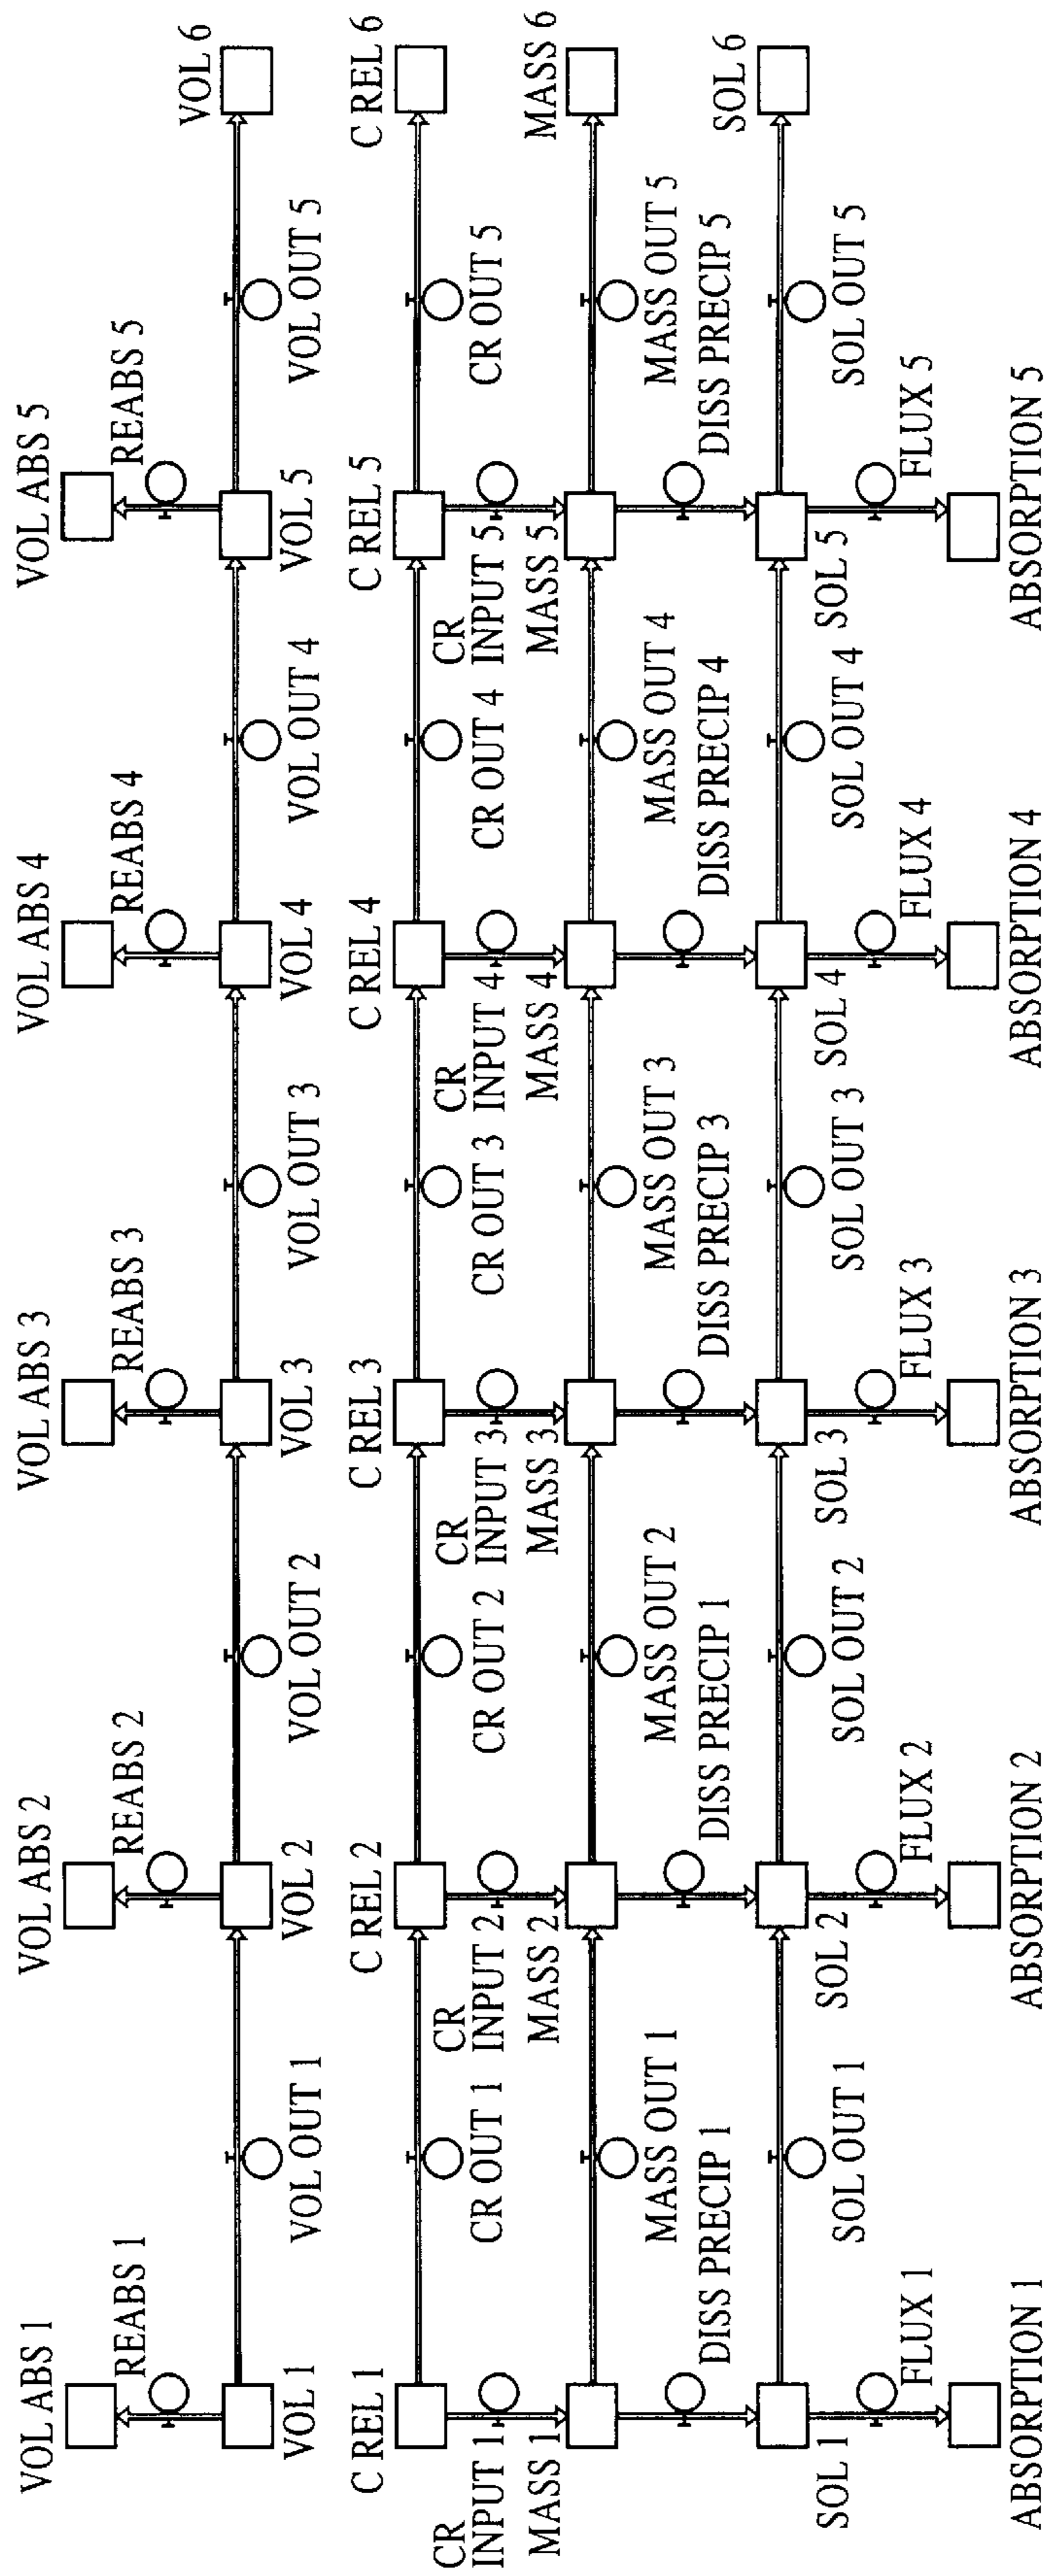 VOL ABS 1
VOL ABS 2
VOL ABS 3
VOL ABS 4
VOL ABS 5
REABS 1
REABS 2
REABS 3
REABS 4
REABS 5
VOL 6
VOL 1
VOL OUT 1
VOL 2
VOL OUT 2
VOL 3
VOL OUT 3
VOL 4
VOL OUT 4
VOL 5
VOL OUT 5
C REL 1
C REL 2
C REL 3
C REL 4
C REL 5
C REL 6
CR
INPUT 1
CR OUT 1
CR
INPUT 2
CR OUT 2
CR
INPUT 3
CR OUT 3
CR
INPUT 4
CR OUT 4
CR
INPUT 5
CR OUT 5
MASS 1
MASS 2
MASS 3
MASS 4
MASS 5
MASS 6
MASS OUT 1
MASS OUT 2
MASS OUT 3
MASS OUT 4
MASS OUT 5
DISS PRECIP 1
DISS PRECIP 1
DISS PRECIP 3
DISS PRECIP 4
DISS PRECIP 5
SOL 6
SOL 1
SOL OUT 1
SOL 2
SOL OUT 2
SOL 3
SOL OUT 3
SOL 4
SOL OUT 4
SOL 5
SOL OUT 5
FLUX 1
FLUX 2
FLUX 3
FLUX 4
FLUX 5
ABSORPTION 1
ABSORPTION 2
ABSORPTION 3
ABSORPTION 4
ABSORPTION 5